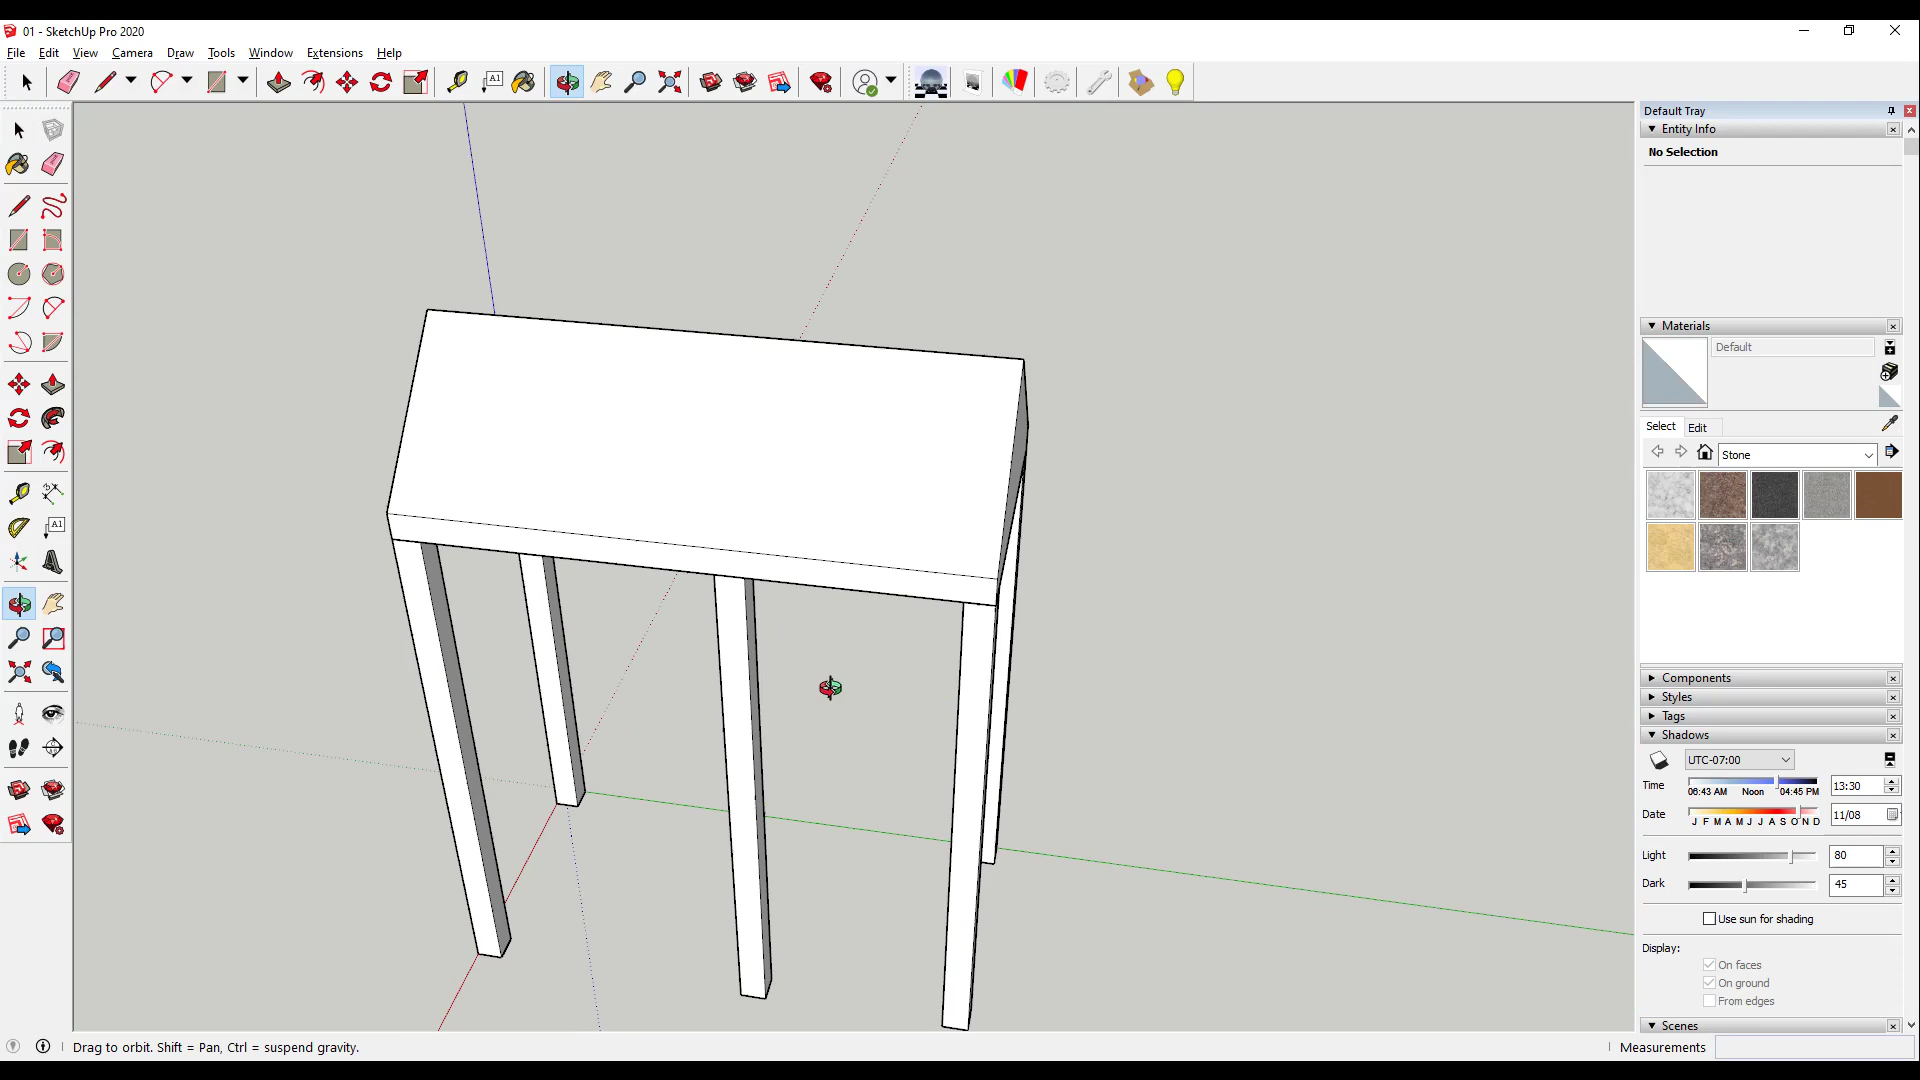 01 - SketchUp Pro 2020
File Edit View Camera Draw Tools Window Extensions Help
A1
Default Tray
Entity Info
No Selection
Materials
Default
Select Edit
Stone
A1
Components
Styles
Tags
Shadows
UTC-07:00
Time 13:30
06:43 AM Noon 04:45 PM
Date 11/08
J F M A M J J A S O N D
Light 80
Dark 45
Use sun for shading
Display:
On faces
On ground
From edges
Scenes
Drag to orbit. Shift = Pan, Ctrl = suspend gravity.
Measurements